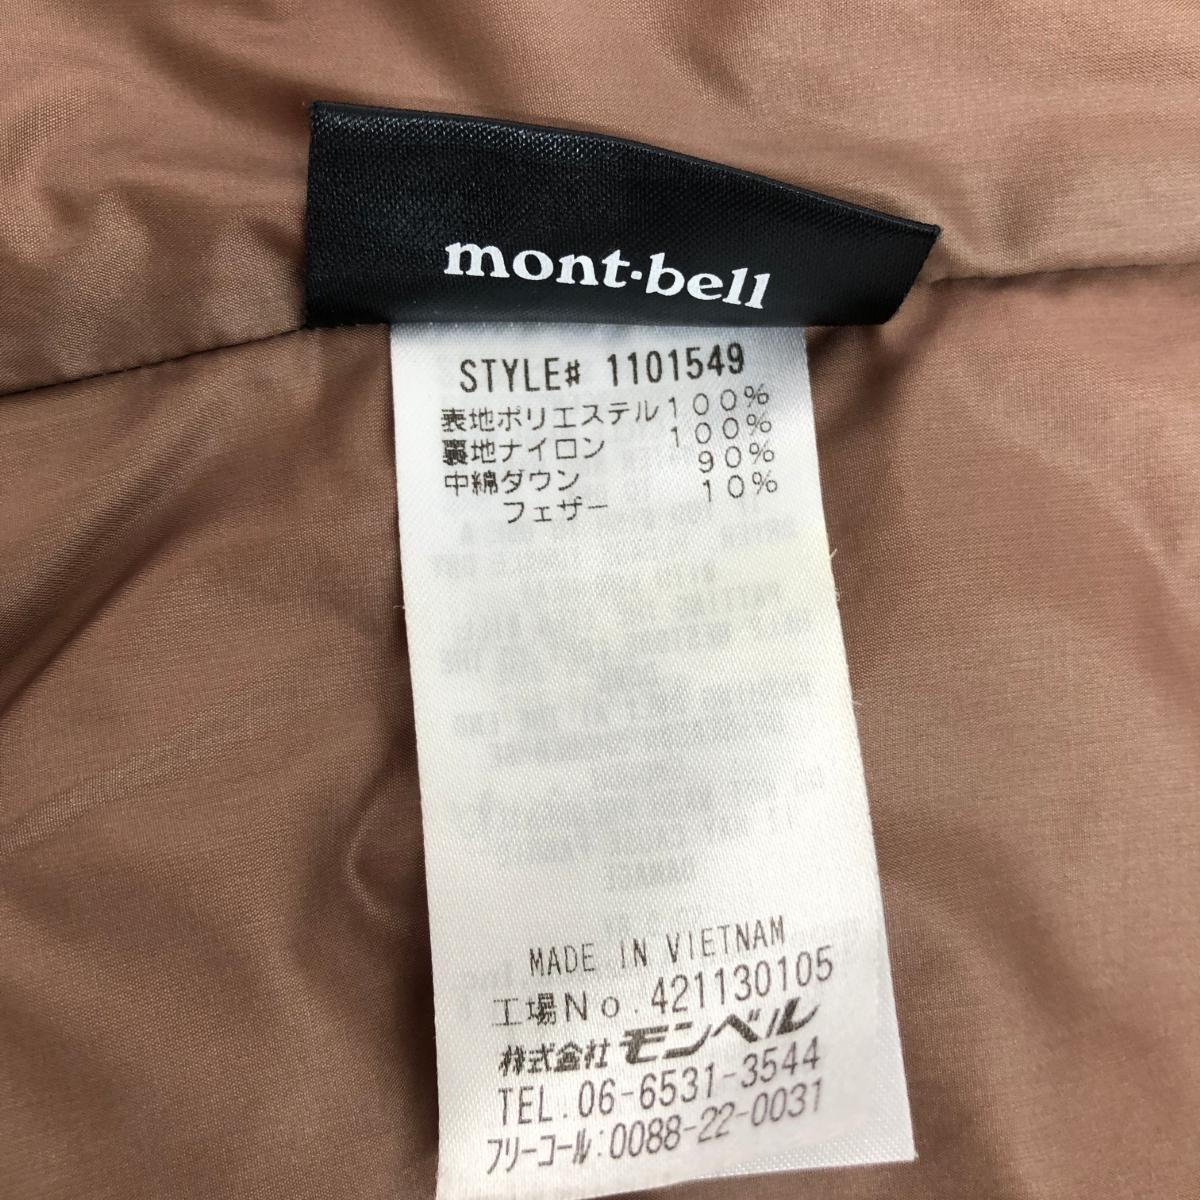 mont·bell
STYLE# 1101549
表地ポリエステル100%
裏地ナイロン 100%
中綿ダウン 90%
フェザー 10%
MADE IN VIETNAM
工場No.421130105
株式会社モンベル
TEL.06-6531-3544
フリーコール:0088-22-0031